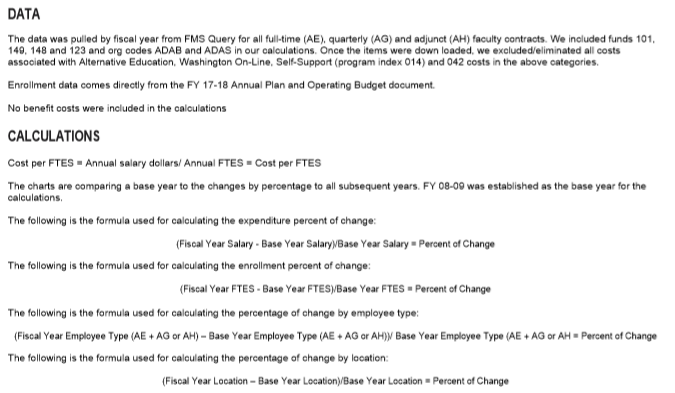 DATA
The data was pulled by fiscal year from FMS Query for all full-time (AE), quarterly (AG) and adjunct (AH) faculty contracts. We included funds 101,
149, 148 and 123 and org codes ADAB and ADAS in our calculations. Once the items were down loaded, we excluded/eliminated all costs
associated with Alternative Education, Washington On-Line, Self-Support (program index 014) and 042 costs in the above categories.
Enrollment data comes directly from the FY 17-18 Annual Plan and Operating Budget document.
No benefit costs were included in the calculations
CALCULATIONS
Cost per FTES = Annual salary dollars/ Annual FTES = Cost per FTES
The charts are comparing a base year to the changes by percentage to all subsequent years. FY 08-09 was established as the base year for the
calculations.
The following is the formula used for calculating the expenditure percent of change:
(Fiscal Year Salary - Base Year Salary)/Base Year Salary = Percent of Change
The following is the formula used for calculating the enrollment percent of change:
(Fiscal Year FTES - Base Year FTES)/Base Year FTES = Percent of Change
The following is the formula used for calculating the percentage of change by employee type:
(Fiscal Year Employee Type (AE + AG or AH) – Base Year Employee Type (AE + AG or AH))/ Base Year Employee Type (AE + AG or AH = Percent of Change
The following is the formula used for calculating the percentage of change by location:
(Fiscal Year Location – Base Year Location)/Base Year Location = Percent of Change